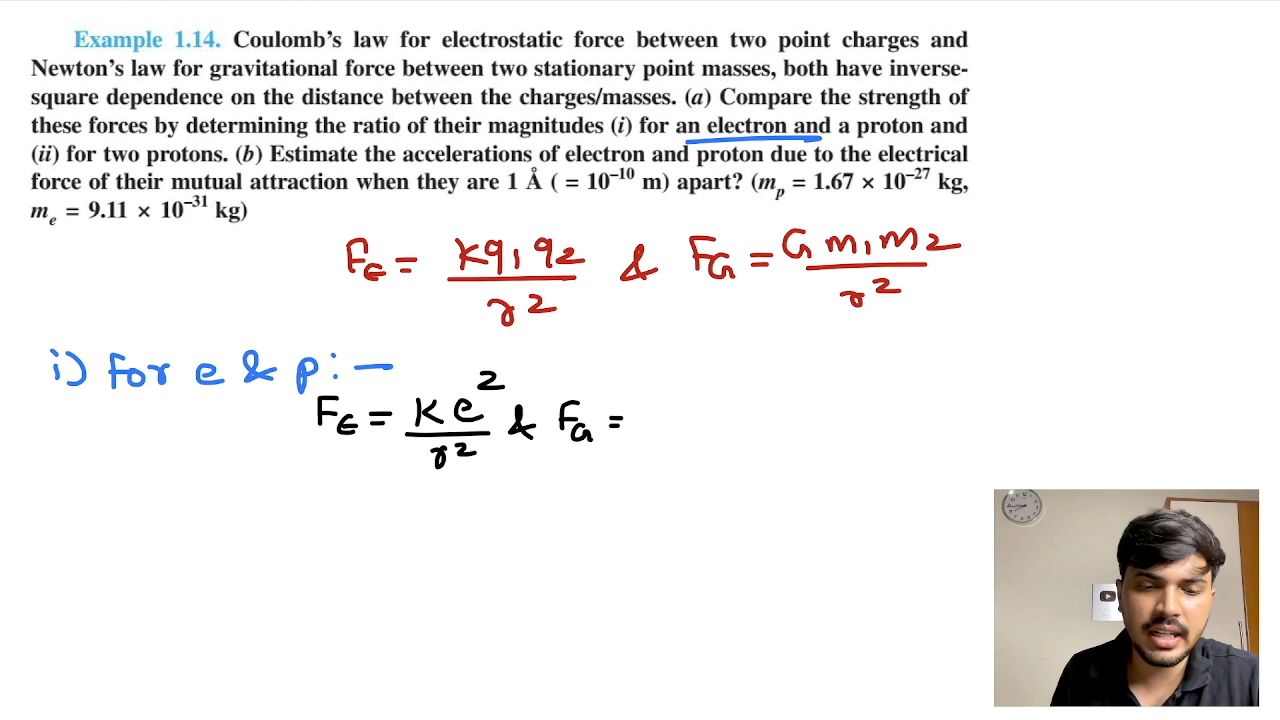 Example 1.14. Coulomb's law for electrostatic force between two point charges and
Newton's law for gravitational force between two stationary point masses, both have inverse-
square dependence on the distance between the charges/masses. (a) Compare the strength of
these forces by determining the ratio of their magnitudes (i) for an electron and a proton and
(ii) for two protons. (b) Estimate the accelerations of electron and proton due to the electrical
force of their mutual attraction when they are 1 Å ( = 10⁻¹⁰ m) apart? (mₚ = 1.67 × 10⁻²⁷ kg,
mₑ = 9.11 × 10⁻³¹ kg)
F_E = kq₁q₂/r² & F_G = Gm₁m₂/r²
i) For e & p :-
F_E = ke²/r² & F_G =